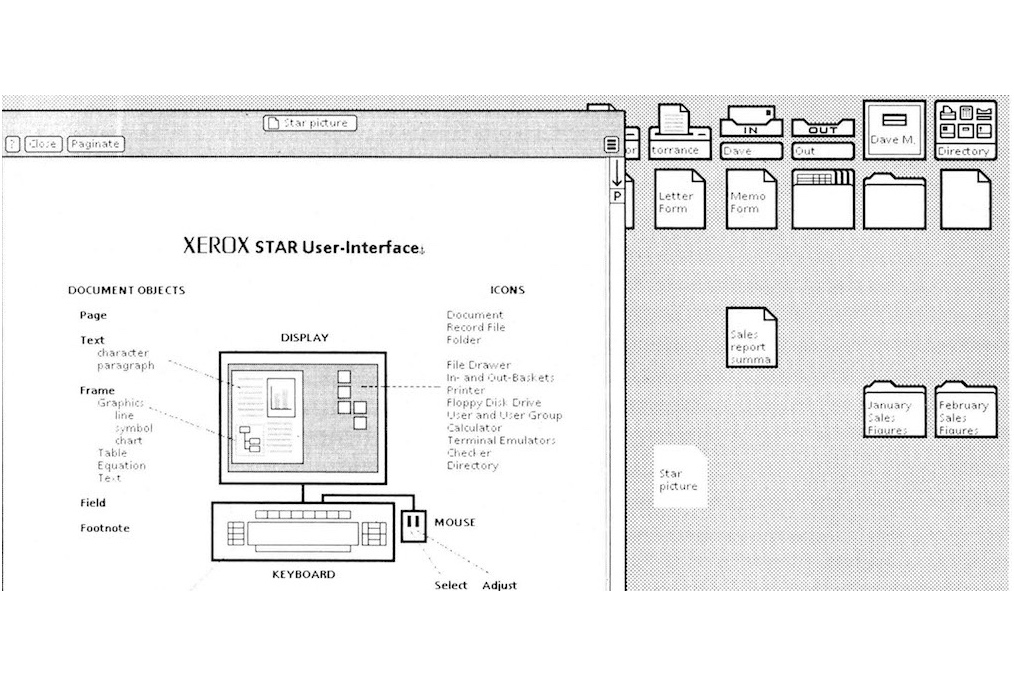 Star picture
?
Close
Paginate
or
torrance
IN
Dave
OUT
Out
Dave M.
Directory
P
Letter
Form
Memo
Form
XEROX STAR User-Interface
DOCUMENT OBJECTS
Page
Text
character
paragraph
Frame
Graphics
line
symbol
chart
Table
Equation
Text
Field
Footnote
DISPLAY
KEYBOARD
MOUSE
Select
Adjust
ICONS
Document
Record File
Folder
File Drawer
In- and Out-Baskets
Printer
Floppy Disk Drive
User and User Group
Calculator
Terminal Emulators
Checker
Directory
Sales
report
summa
January
Sales
Figures
February
Sales
Figures
Star
picture